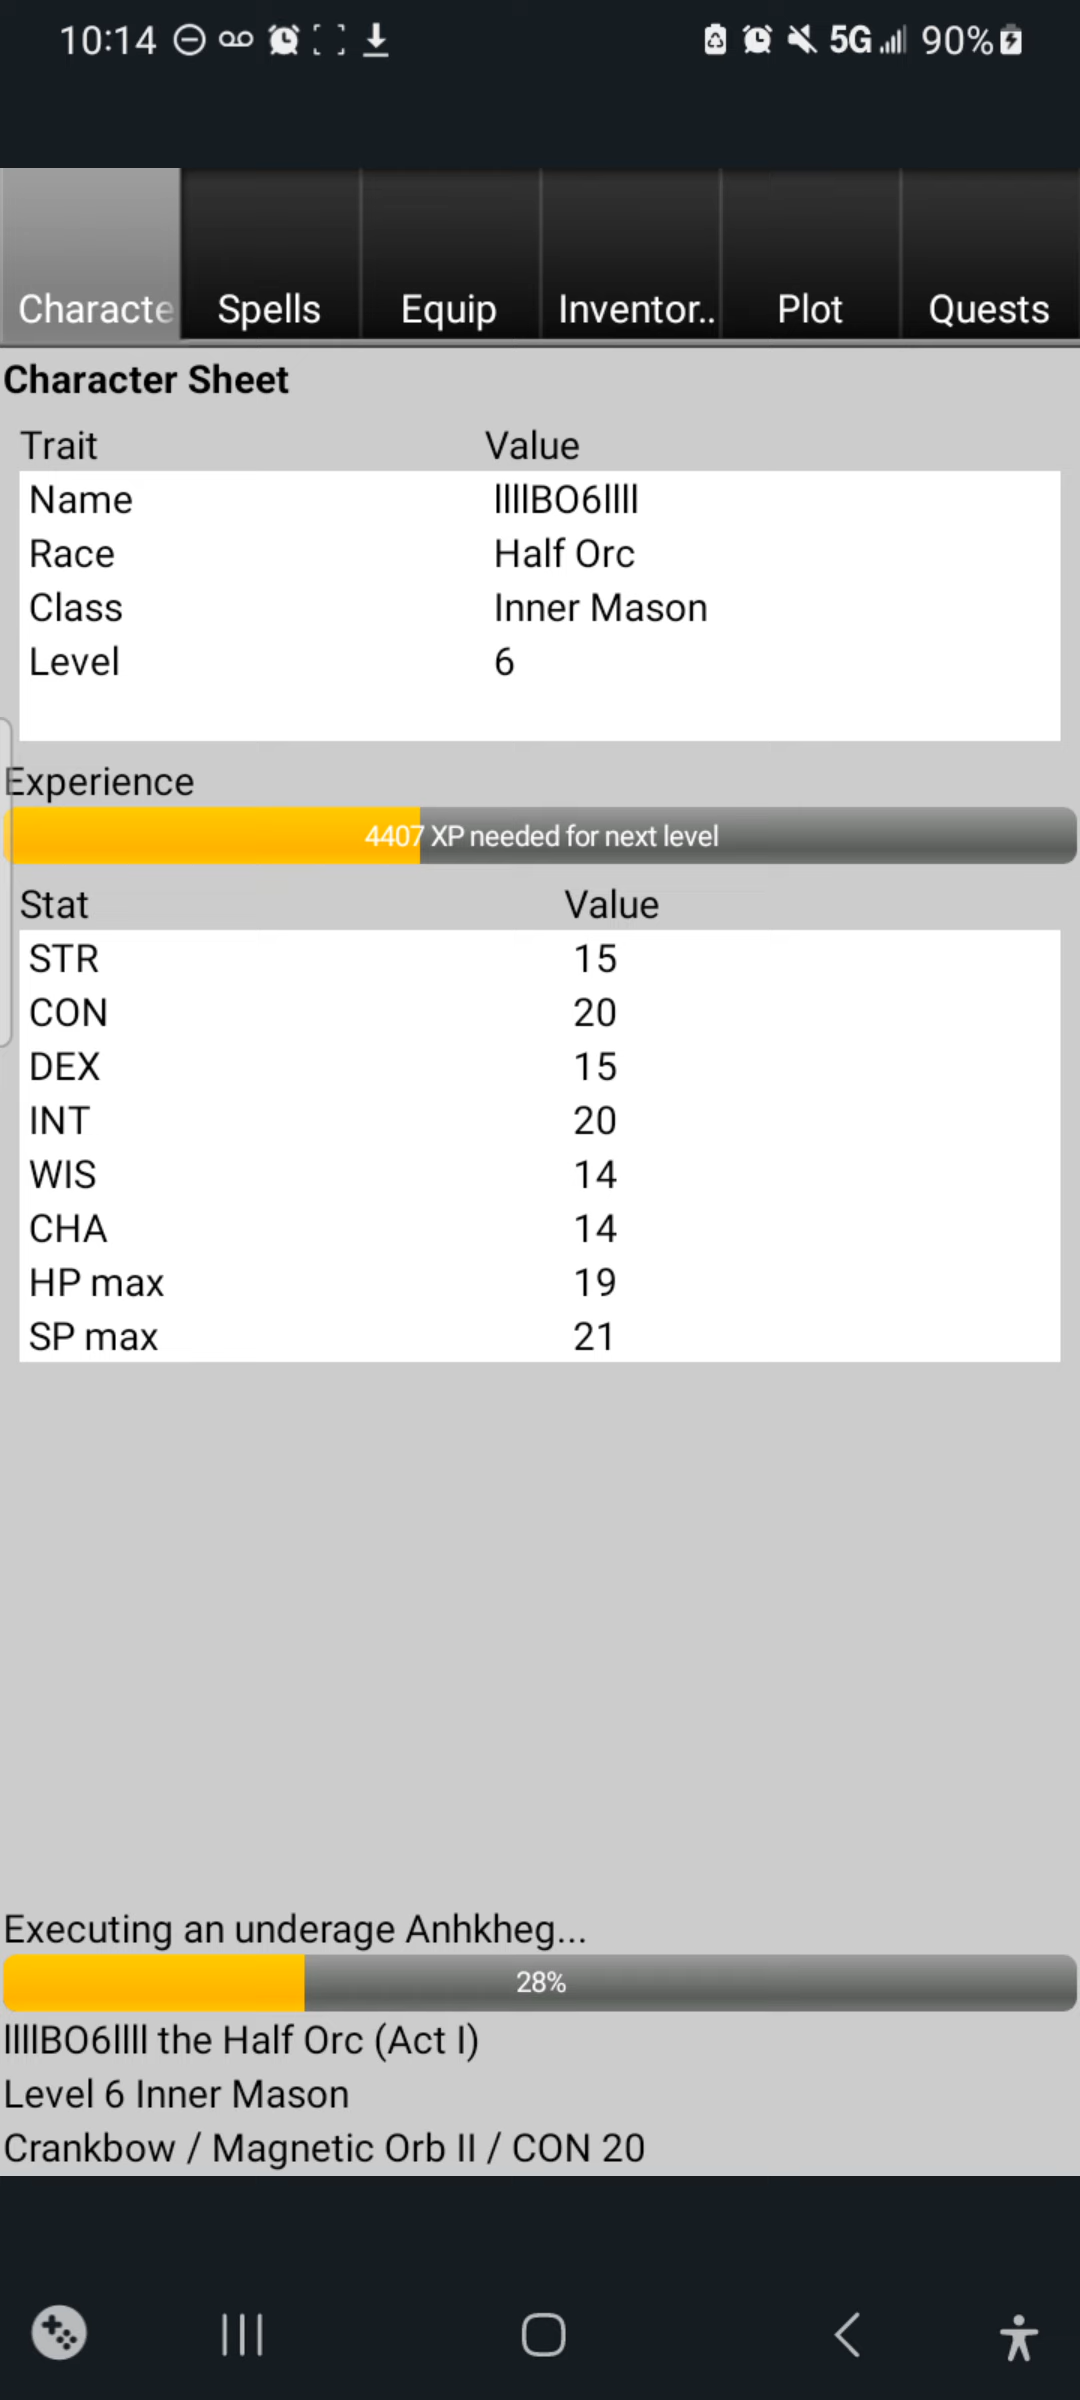 10:14 5G 90%
Characte Spells Equip Inventor.. Plot Quests
Character Sheet
Trait Value
Name llllBO6llll
Race Half Orc
Class Inner Mason
Level 6
Experience
4407 XP needed for next level
Stat Value
STR 15
CON 20
DEX 15
INT 20
WIS 14
CHA 14
HP max 19
SP max 21
Executing an underage Anhkheg...
28%
llllBO6llll the Half Orc (Act I)
Level 6 Inner Mason
Crankbow / Magnetic Orb II / CON 20